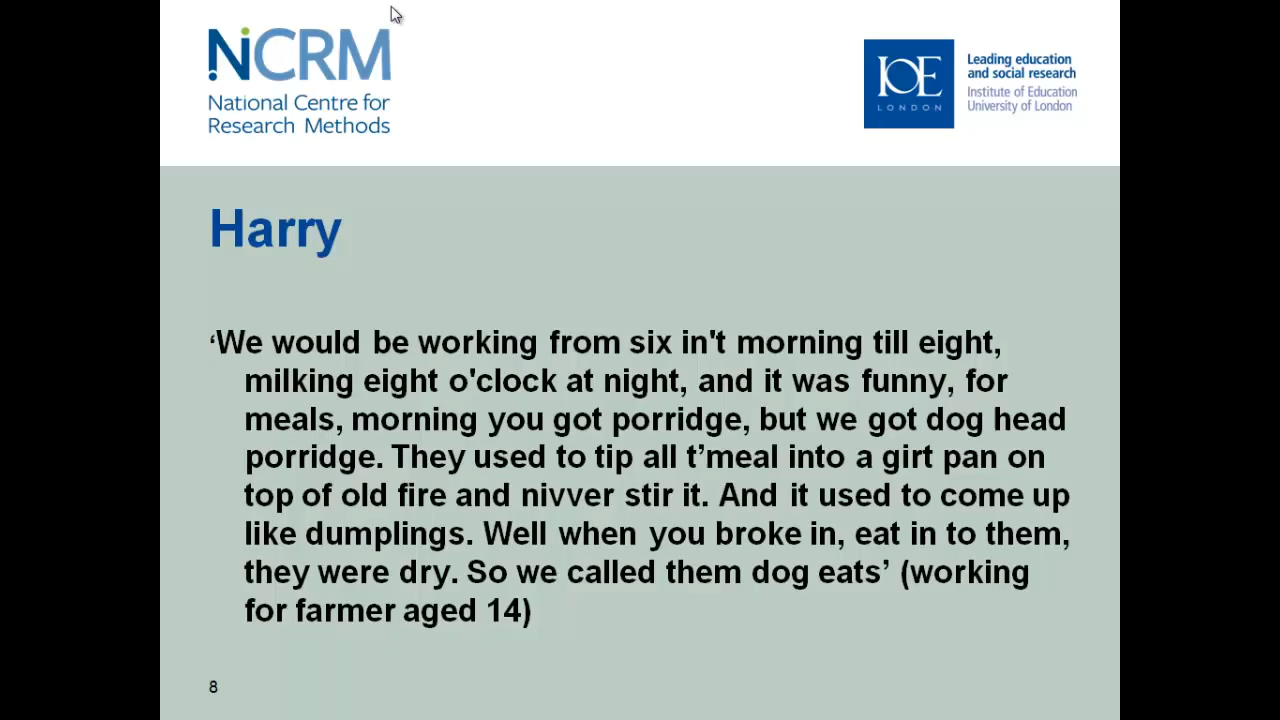 NCRM
National Centre for
Research Methods
IOE
LONDON
Leading education
and social research
Institute of Education
University of London
Harry
‘We would be working from six in't morning till eight,
milking eight o'clock at night, and it was funny, for
meals, morning you got porridge, but we got dog head
porridge. They used to tip all t’meal into a girt pan on
top of old fire and nivver stir it. And it used to come up
like dumplings. Well when you broke in, eat in to them,
they were dry. So we called them dog eats’ (working
for farmer aged 14)
8